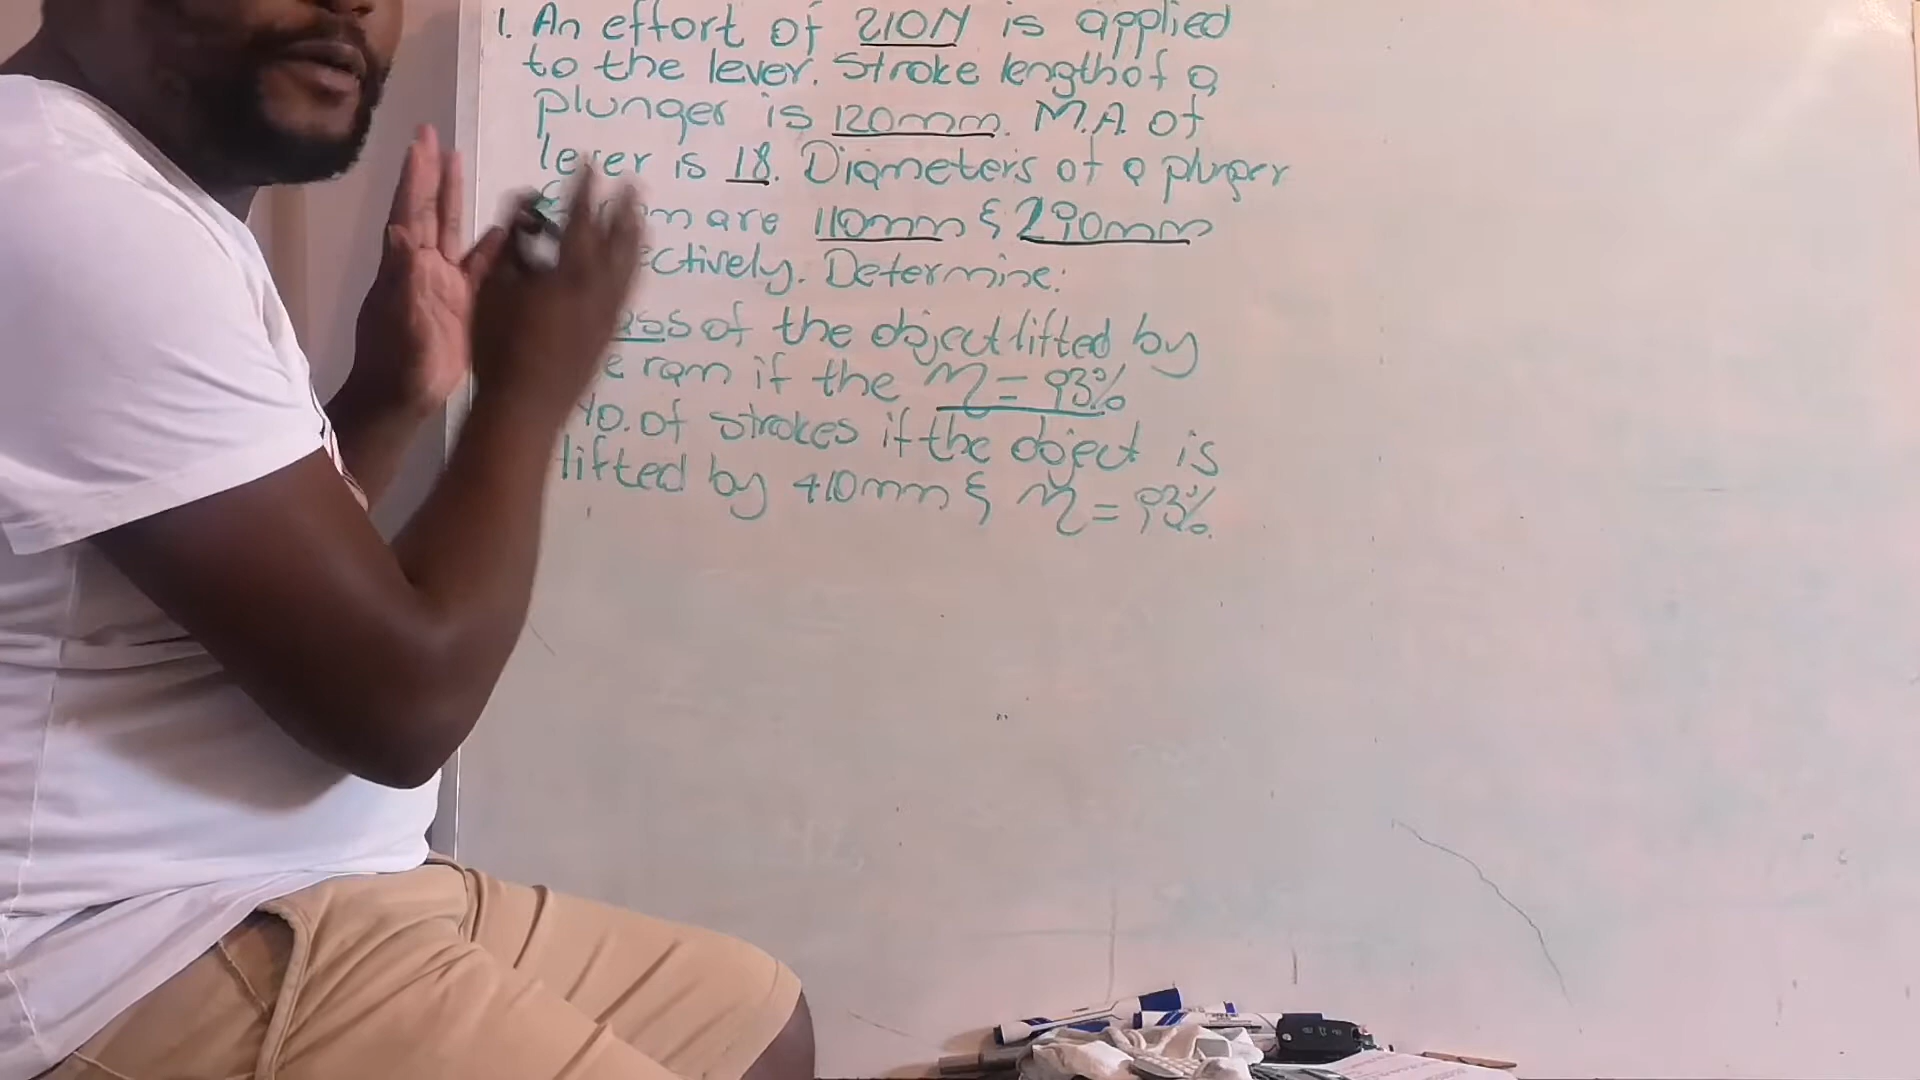 1. An effort of 210N is applied
to the lever. Stroke length of a
plunger is 120mm. M.A. of
lever is 18. Diameters of a plunger
are 110mm & 290mm
ectively. Determine:
ass of the object lifted by
e ram if the η = 93%
No. of strokes if the object is
lifted by 410mm & η = 93%.